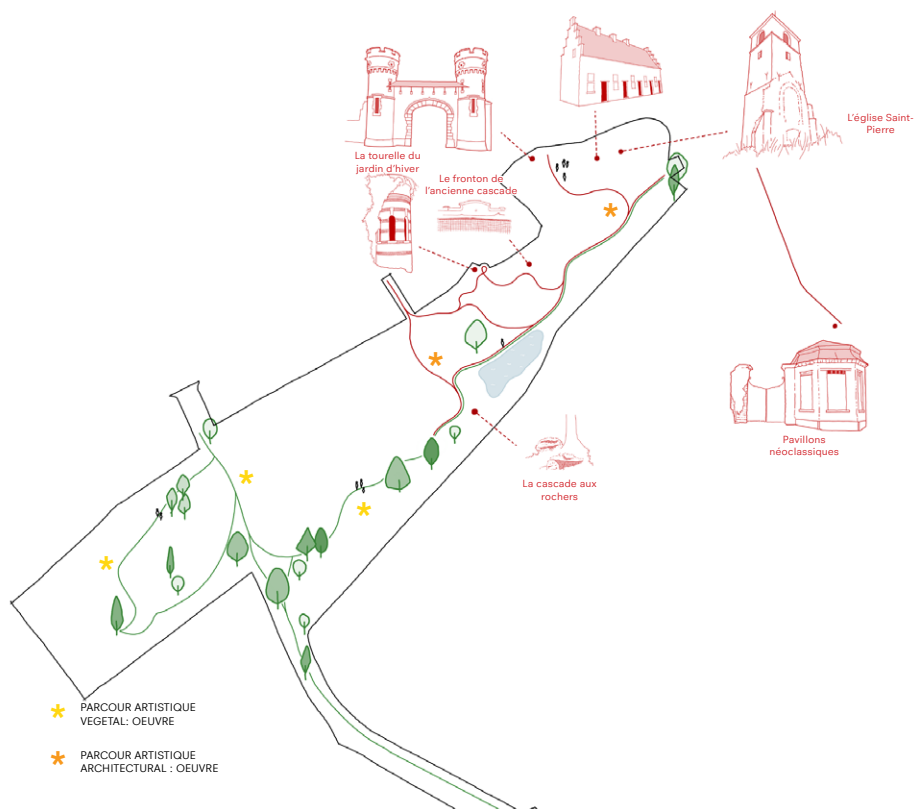 L'église Saint-
Pierre
La tourelle du
jardin d'hiver
Le fronton de
l'ancienne cascade
Pavillons
néoclassiques
La cascade aux
rochers
PARCOUR ARTISTIQUE
VEGETAL: OEUVRE
PARCOUR ARTISTIQUE
ARCHITECTURAL : OEUVRE